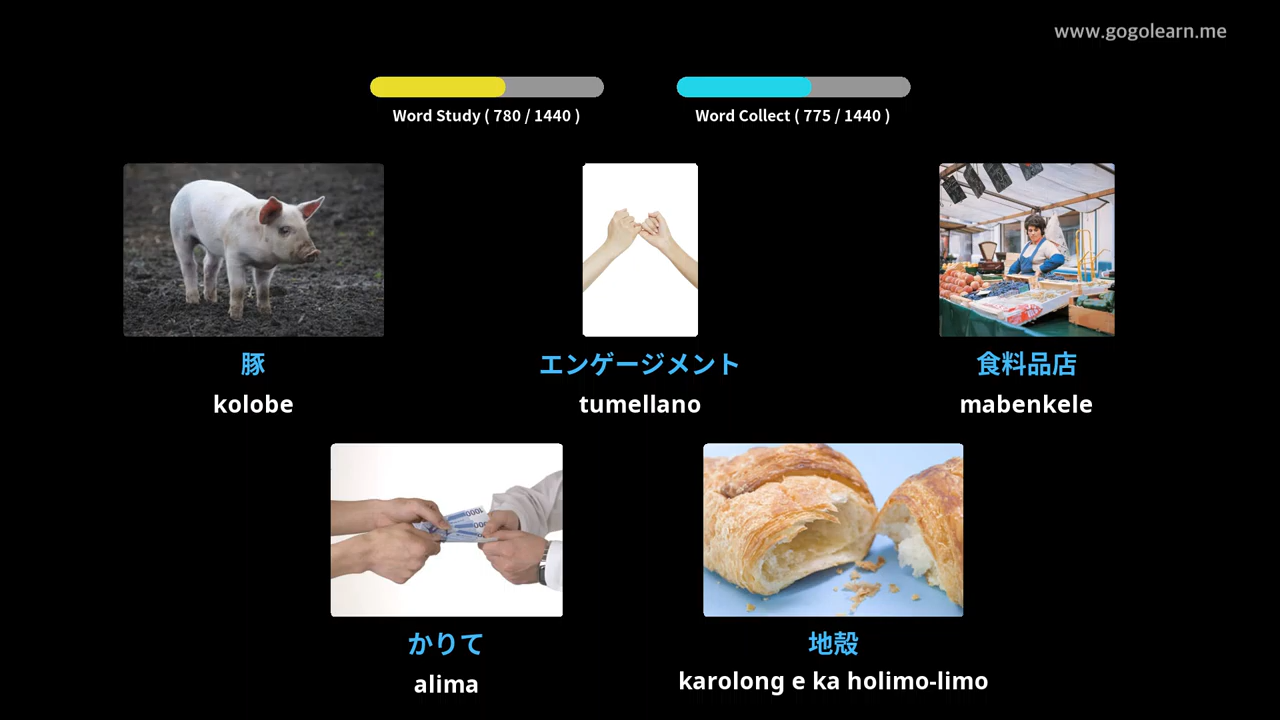 www.gogolearn.me
Word Study ( 780 / 1440 )
Word Collect ( 775 / 1440 )
豚
kolobe
エンゲージメント
tumellano
食料品店
mabenkele
かりて
alima
地殻
karolong e ka holimo-limo